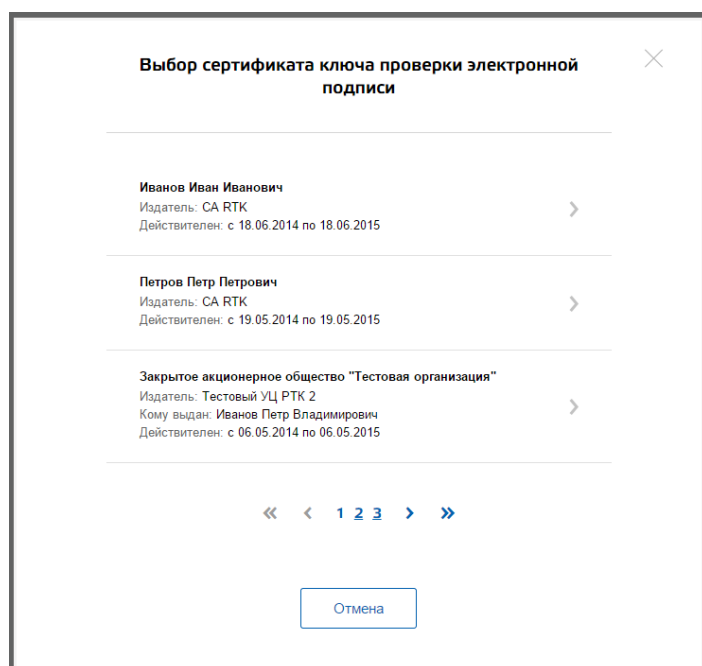 Выбор сертификата ключа проверки электронной
подписи
Иванов Иван Иванович
Издатель: CA RTK
Действителен: с 18.06.2014 по 18.06.2015
Петров Петр Петрович
Издатель: CA RTK
Действителен: с 19.05.2014 по 19.05.2015
Закрытое акционерное общество "Тестовая организация"
Издатель: Тестовый УЦ РТК 2
Кому выдан: Иванов Петр Владимирович
Действителен: с 06.05.2014 по 06.05.2015
« ‹ 1 2 3 › »
Отмена